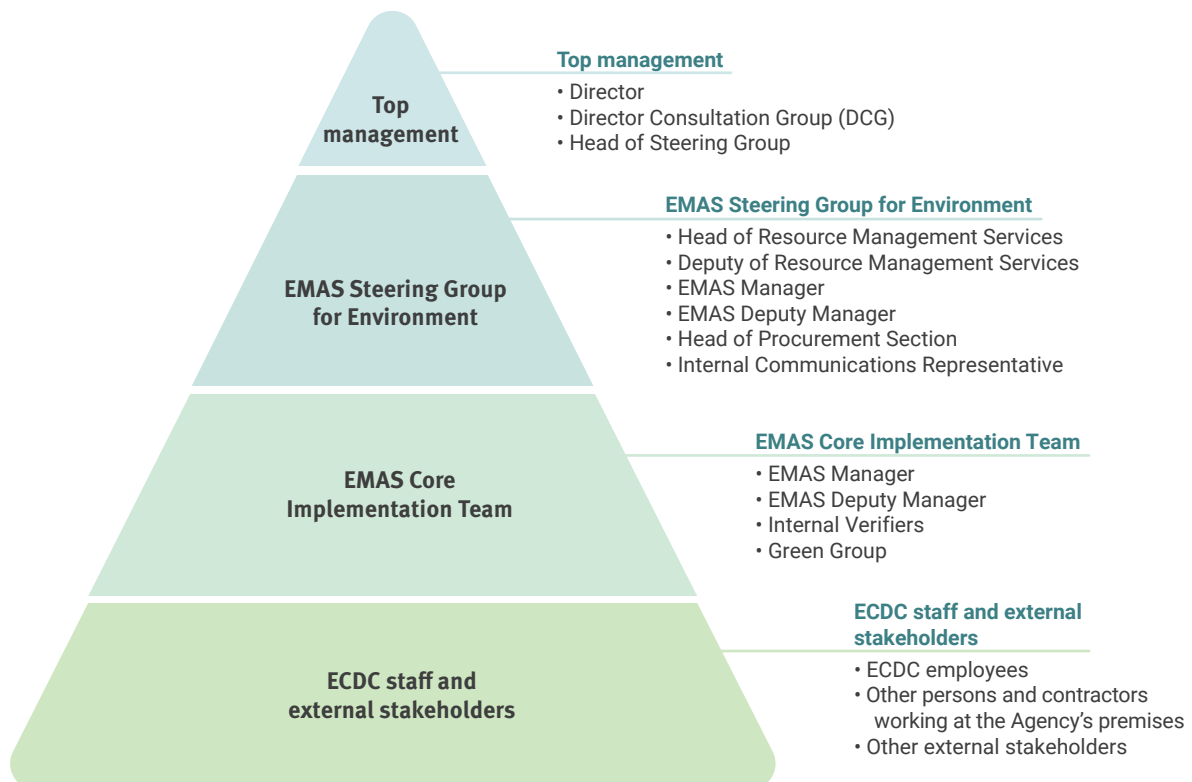 Top
management
Top management
• Director
• Director Consultation Group (DCG)
• Head of Steering Group
EMAS Steering Group
for Environment
EMAS Steering Group for Environment
• Head of Resource Management Services
• Deputy of Resource Management Services
• EMAS Manager
• EMAS Deputy Manager
• Head of Procurement Section
• Internal Communications Representative
EMAS Core
Implementation Team
EMAS Core Implementation Team
• EMAS Manager
• EMAS Deputy Manager
• Internal Verifiers
• Green Group
ECDC staff and
external stakeholders
ECDC staff and external
stakeholders
• ECDC employees
• Other persons and contractors
working at the Agency’s premises
• Other external stakeholders